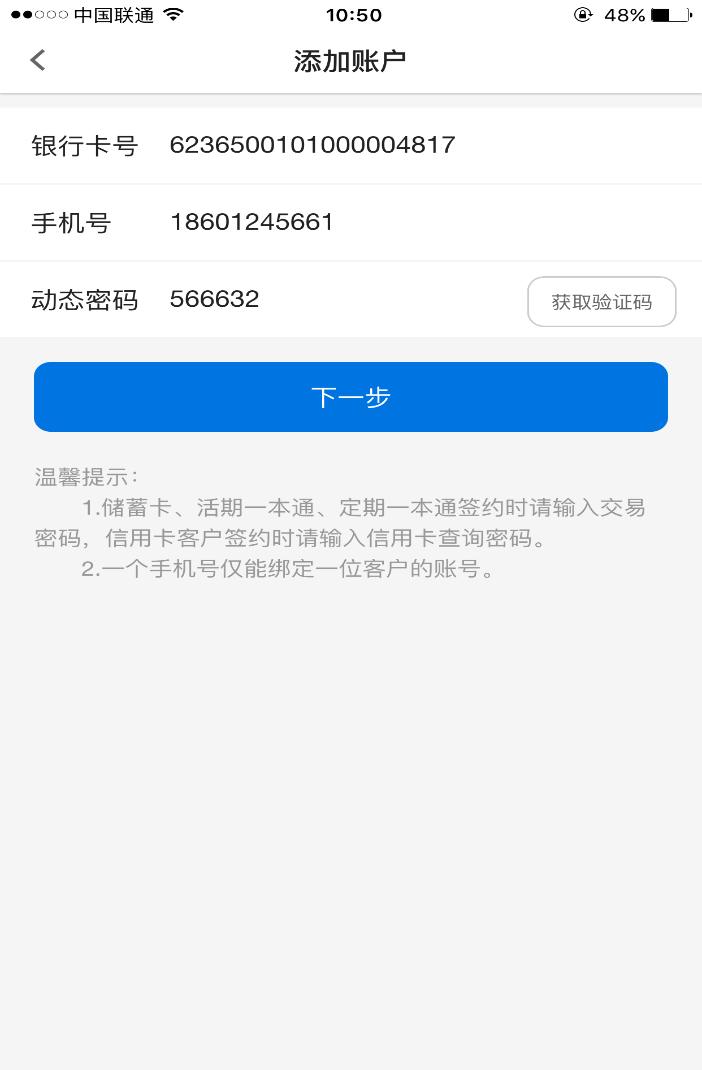 中国联通 10:50 48%
添加账户
银行卡号 6236500101000004817
手机号 18601245661
动态密码 566632 获取验证码
下一步
温馨提示:
1.储蓄卡、活期一本通、定期一本通签约时请输入交易
密码，信用卡客户签约时请输入信用卡查询密码。
2.一个手机号仅能绑定一位客户的账号。